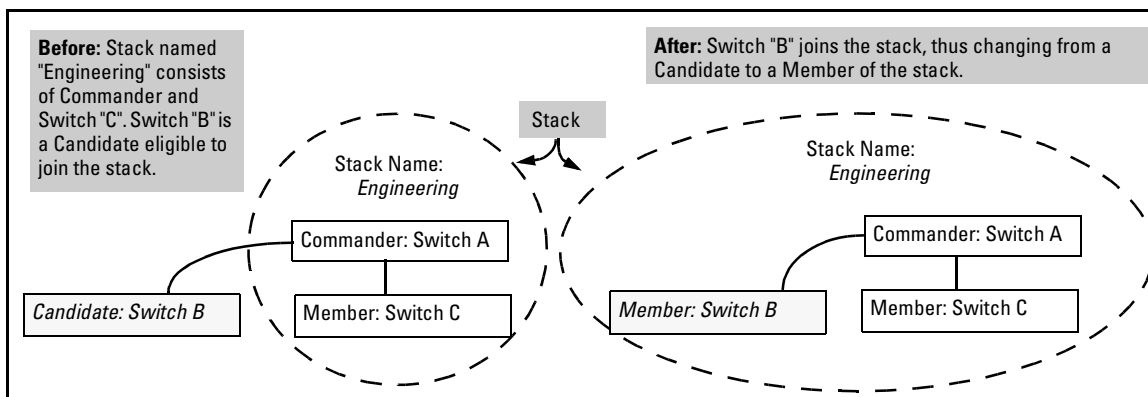 Before: Stack named
"Engineering" consists
of Commander and
Switch "C". Switch "B" is
a Candidate eligible to
join the stack.
After: Switch "B" joins the stack, thus changing from a
Candidate to a Member of the stack.
Stack
Stack Name:
Engineering
Commander: Switch A
Candidate: Switch B
Member: Switch C
Stack Name:
Engineering
Commander: Switch A
Member: Switch B
Member: Switch C